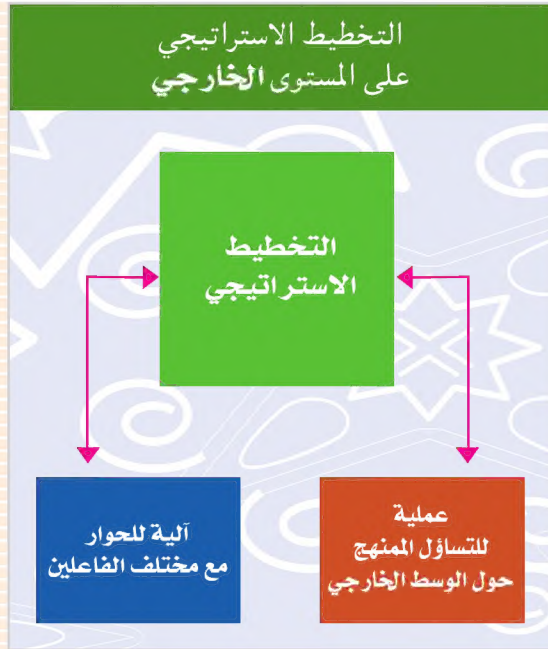 التخطيط الاستراتيجي
على المستوى الخارجي
التخطيط
الاستراتيجي
عملية
للتساؤل الممنهج
حول الوسط الخارجي
آلية للحوار
مع مختلف الفاعلين